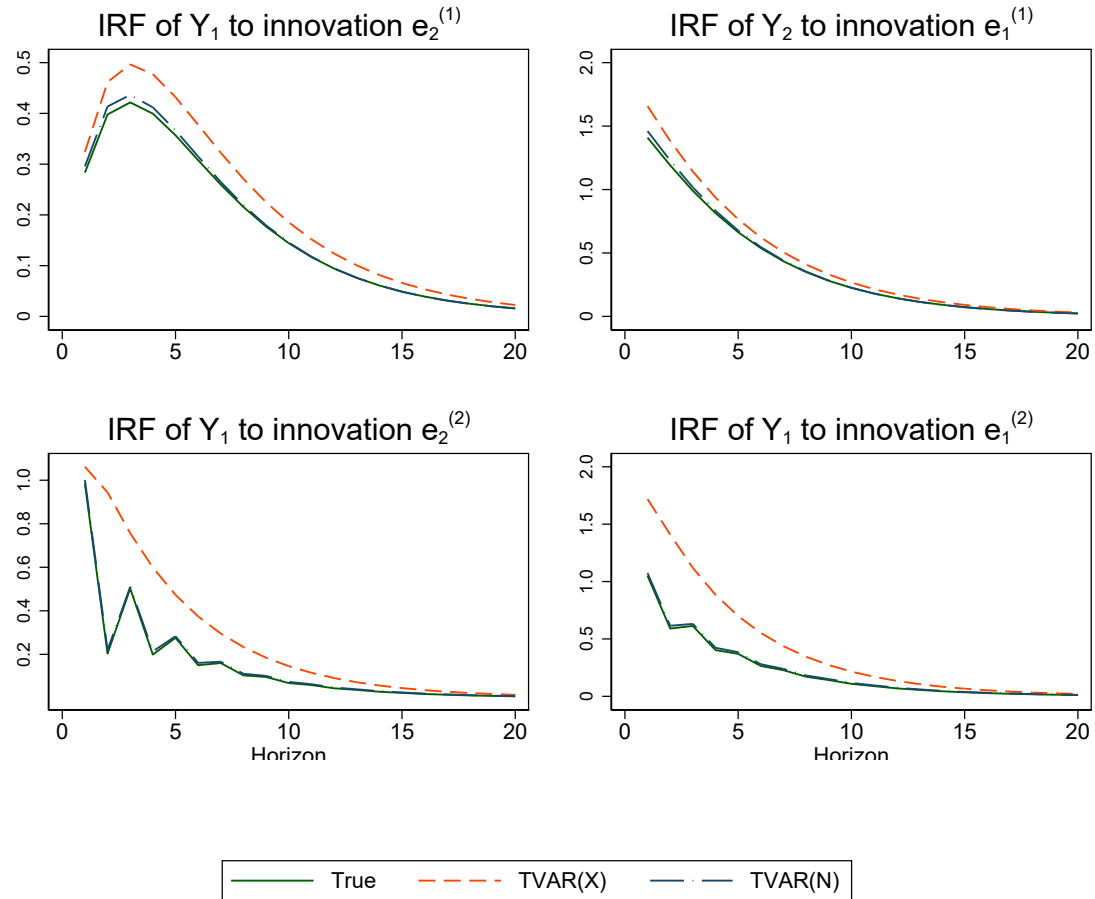 IRF of Y₁ to innovation e₂⁽¹⁾
0.5
0.4
0.3
0.2
0.1
0
0 5 10 15 20
IRF of Y₂ to innovation e₁⁽¹⁾
2.0
1.5
1.0
0.5
0
0 5 10 15 20
IRF of Y₁ to innovation e₂⁽²⁾
1.0
0.8
0.6
0.4
0.2
0 5 10 15 20
Horizon
IRF of Y₁ to innovation e₁⁽²⁾
2.0
1.5
1.0
0.5
0
0 5 10 15 20
Horizon
True TVAR(X) TVAR(N)